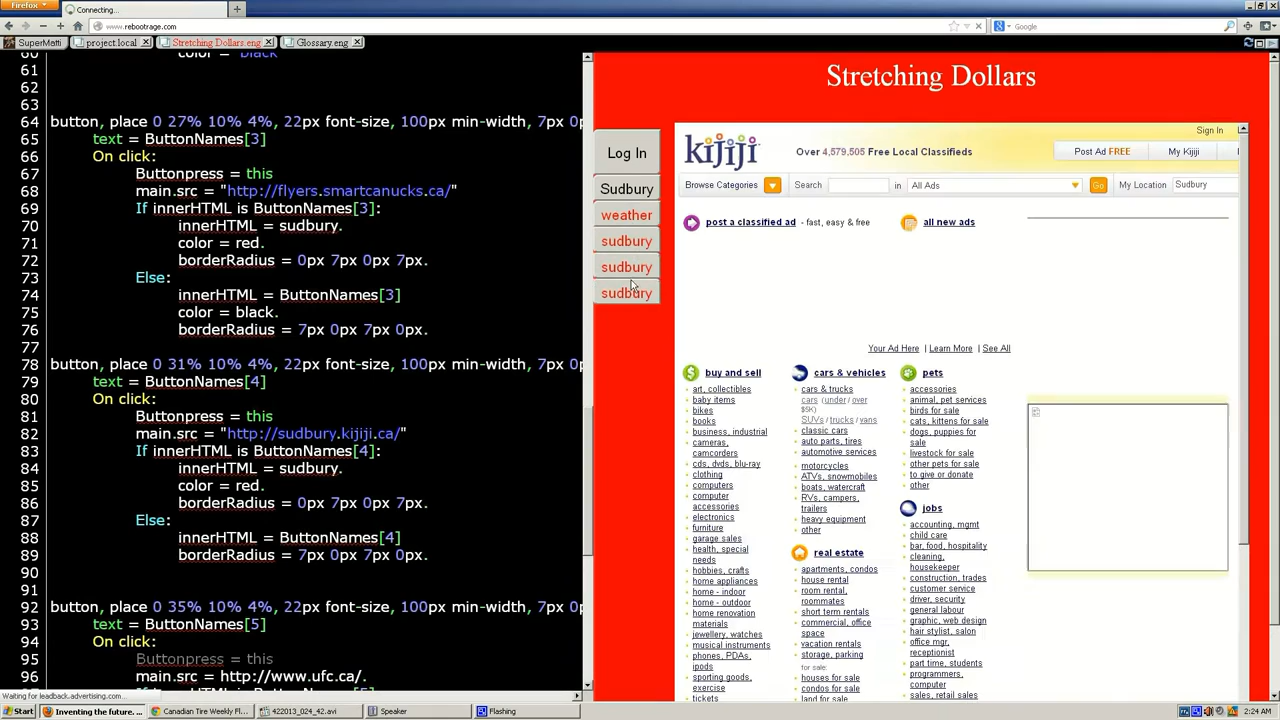 Firefox
Connecting...
www.rebootrage.com
Google
SuperMatti
project.local
Stretching Dollars.eng
Glossary.eng
60 color = black
61
62
63
64 button, place 0 27% 10% 4%, 22px font-size, 100px min-width, 7px 0p
65 text = ButtonNames[3]
66 On click:
67 Buttonpress = this
68 main.src = "http://flyers.smartcanucks.ca/"
69 If innerHTML is ButtonNames[3]:
70 innerHTML = sudbury.
71 color = red.
72 borderRadius = 0px 7px 0px 7px.
73 Else:
74 innerHTML = ButtonNames[3]
75 color = black.
76 borderRadius = 7px 0px 7px 0px.
77
78 button, place 0 31% 10% 4%, 22px font-size, 100px min-width, 7px 0p
79 text = ButtonNames[4]
80 On click:
81 Buttonpress = this
82 main.src = "http://sudbury.kijiji.ca/"
83 If innerHTML is ButtonNames[4]:
84 innerHTML = sudbury.
85 color = red.
86 borderRadius = 0px 7px 0px 7px.
87 Else:
88 innerHTML = ButtonNames[4]
89 borderRadius = 7px 0px 7px 0px.
90
91
92 button, place 0 35% 10% 4%, 22px font-size, 100px min-width, 7px 0p
93 text = ButtonNames[5]
94 On click:
95 Buttonpress = this
96 main.src = http://www.ufc.ca/.
Stretching Dollars
Log In
Sudbury
weather
sudbury
sudbury
sudbury
Sign In
kijiji
Over 4,579,505 Free Local Classifieds
Post Ad FREE
My Kijiji
Browse Categories
Search
in
All Ads
Go
My Location
Sudbury
post a classified ad - fast, easy & free
all new ads
Your Ad Here | Learn More | See All
buy and sell
art, collectibles
baby items
bikes
books
business, industrial
cameras,
camcorders
cds, dvds, blu-ray
clothing
computers
computer
accessories
electronics
furniture
garage sales
health, special
needs
hobbies, crafts
home appliances
home - indoor
home - outdoor
home renovation
materials
jewellery, watches
musical instruments
phones, PDAs,
ipods
sporting goods,
exercise
tickets
cars & vehicles
cars & trucks
cars (under / over
$5K)
SUVs / trucks / vans
classic cars
auto parts, tires
automotive services
motorcycles
ATVs, snowmobiles
boats, watercraft
RVs, campers,
trailers
heavy equipment
other
real estate
apartments, condos
house rental
room rental,
roommates
short term rentals
commercial, office
space
vacation rentals
storage, parking
for sale:
houses for sale
condos for sale
land for sale
pets
accessories
animal, pet services
birds for sale
cats, kittens for sale
dogs, puppies for
sale
livestock for sale
other pets for sale
to give or donate
other
jobs
accounting, mgmt
child care
bar, food, hospitality
cleaning,
housekeeper
construction, trades
customer service
driver, security
general labour
graphic, web design
hair stylist, salon
office mgr,
receptionist
part time, students
programmers,
computer
sales, retail sales
Waiting for leadback.advertising.com...
Start
Inventing the future. ...
Canadian Tire Weekly Fl...
422013_024_42.avi
Speaker
Flashing
2:24 AM